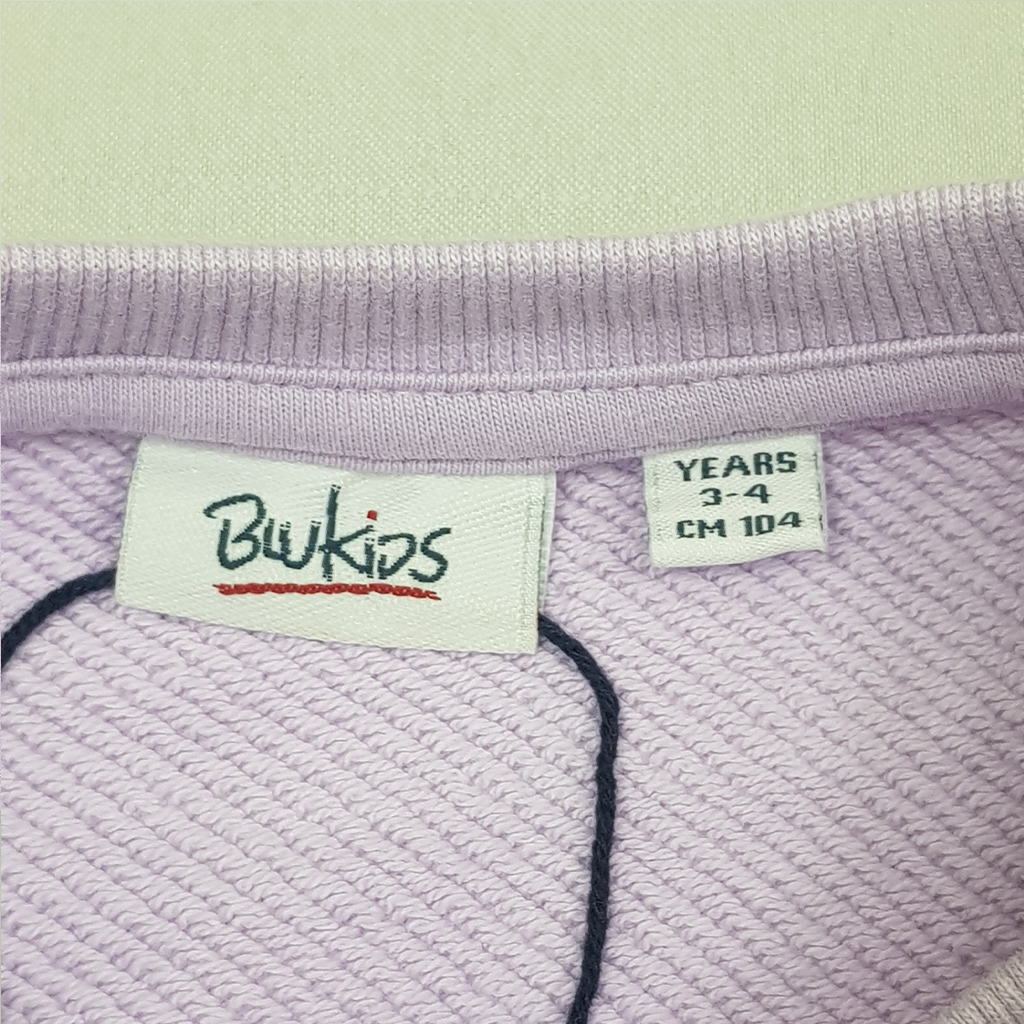 BluKids
YEARS
3-4
CM 104